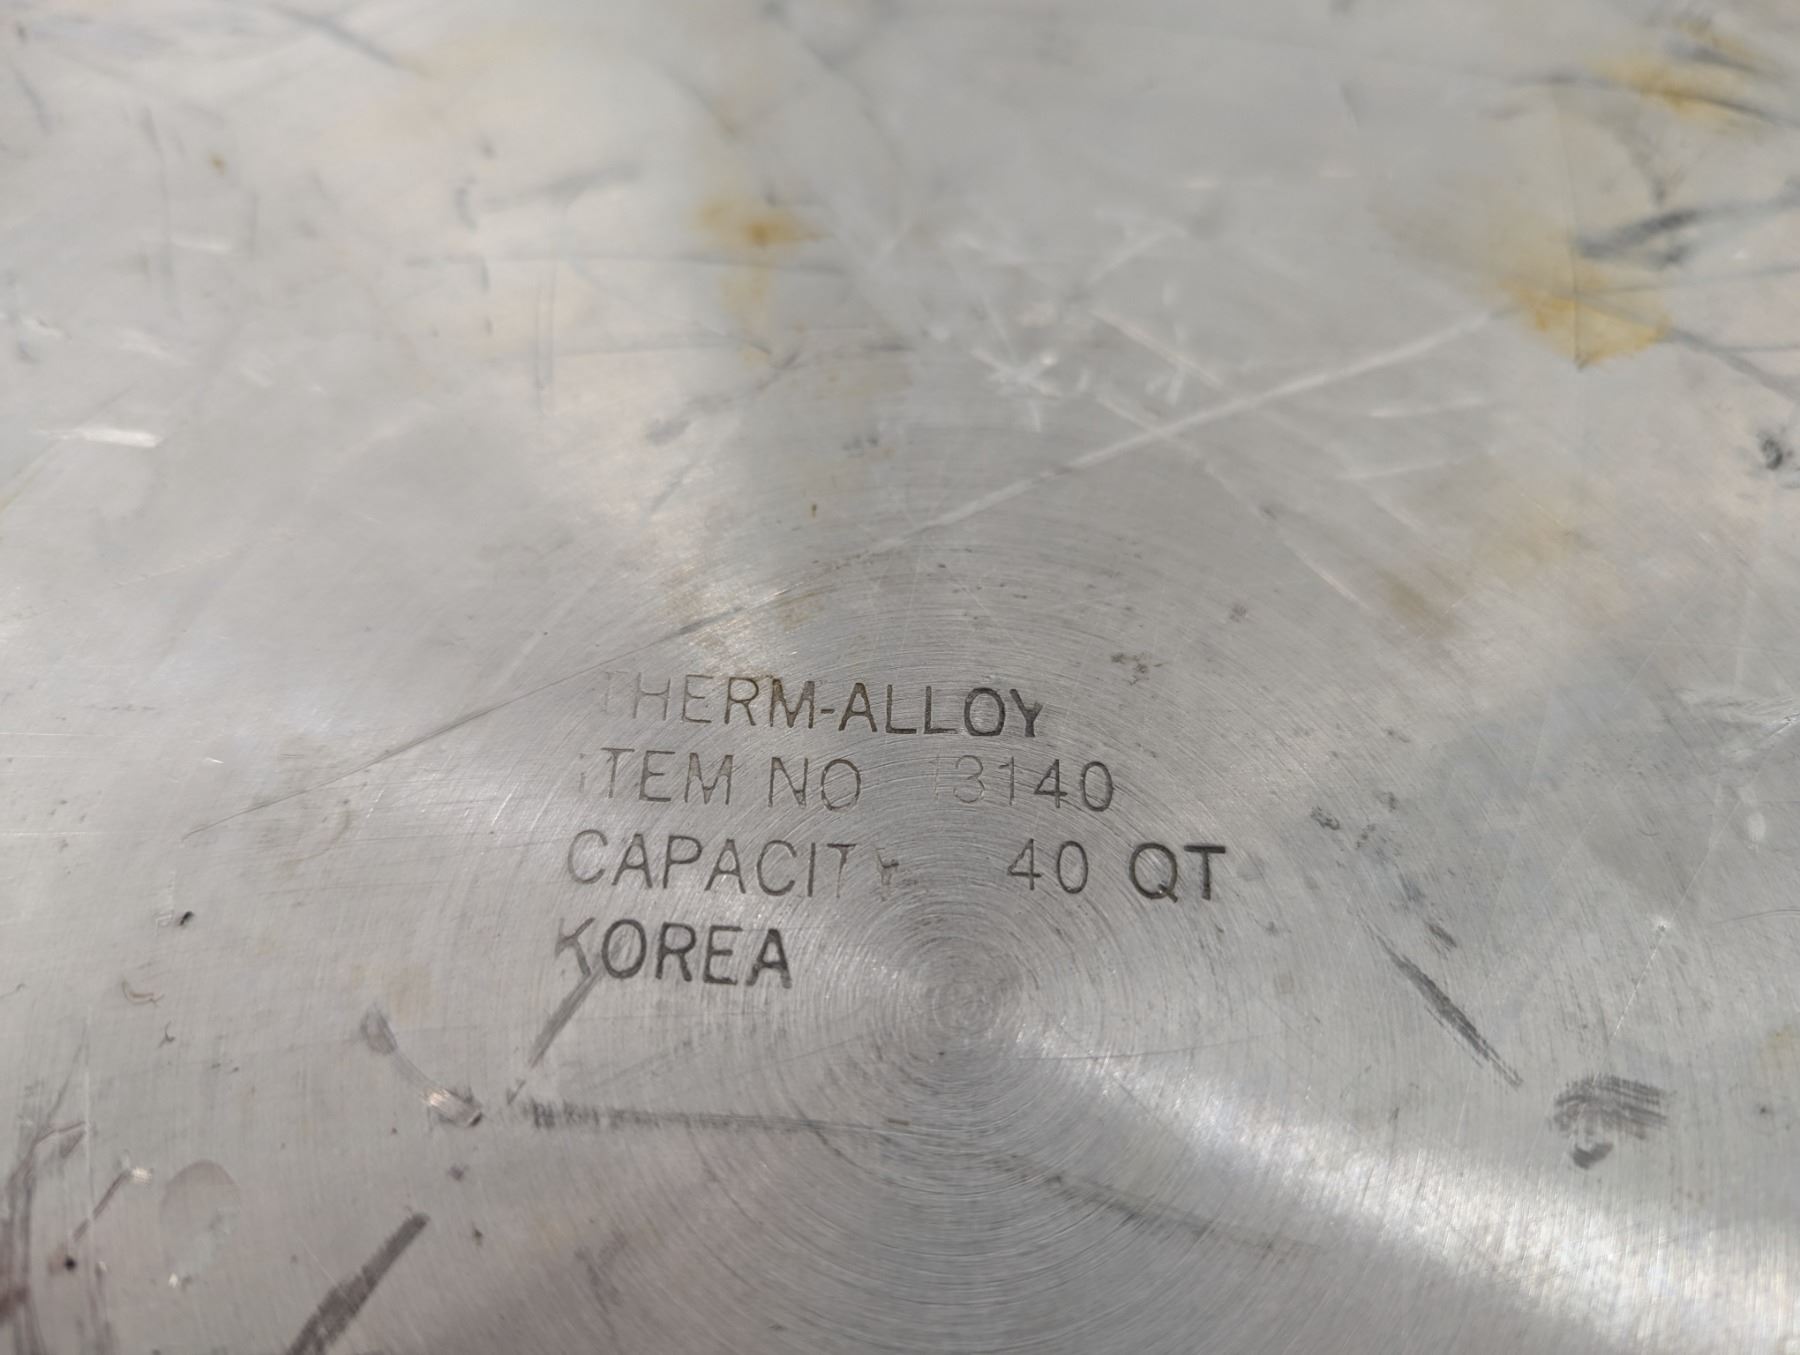 THERM-ALLOY
ITEM NO 13140
CAPACITY 40 QT
KOREA